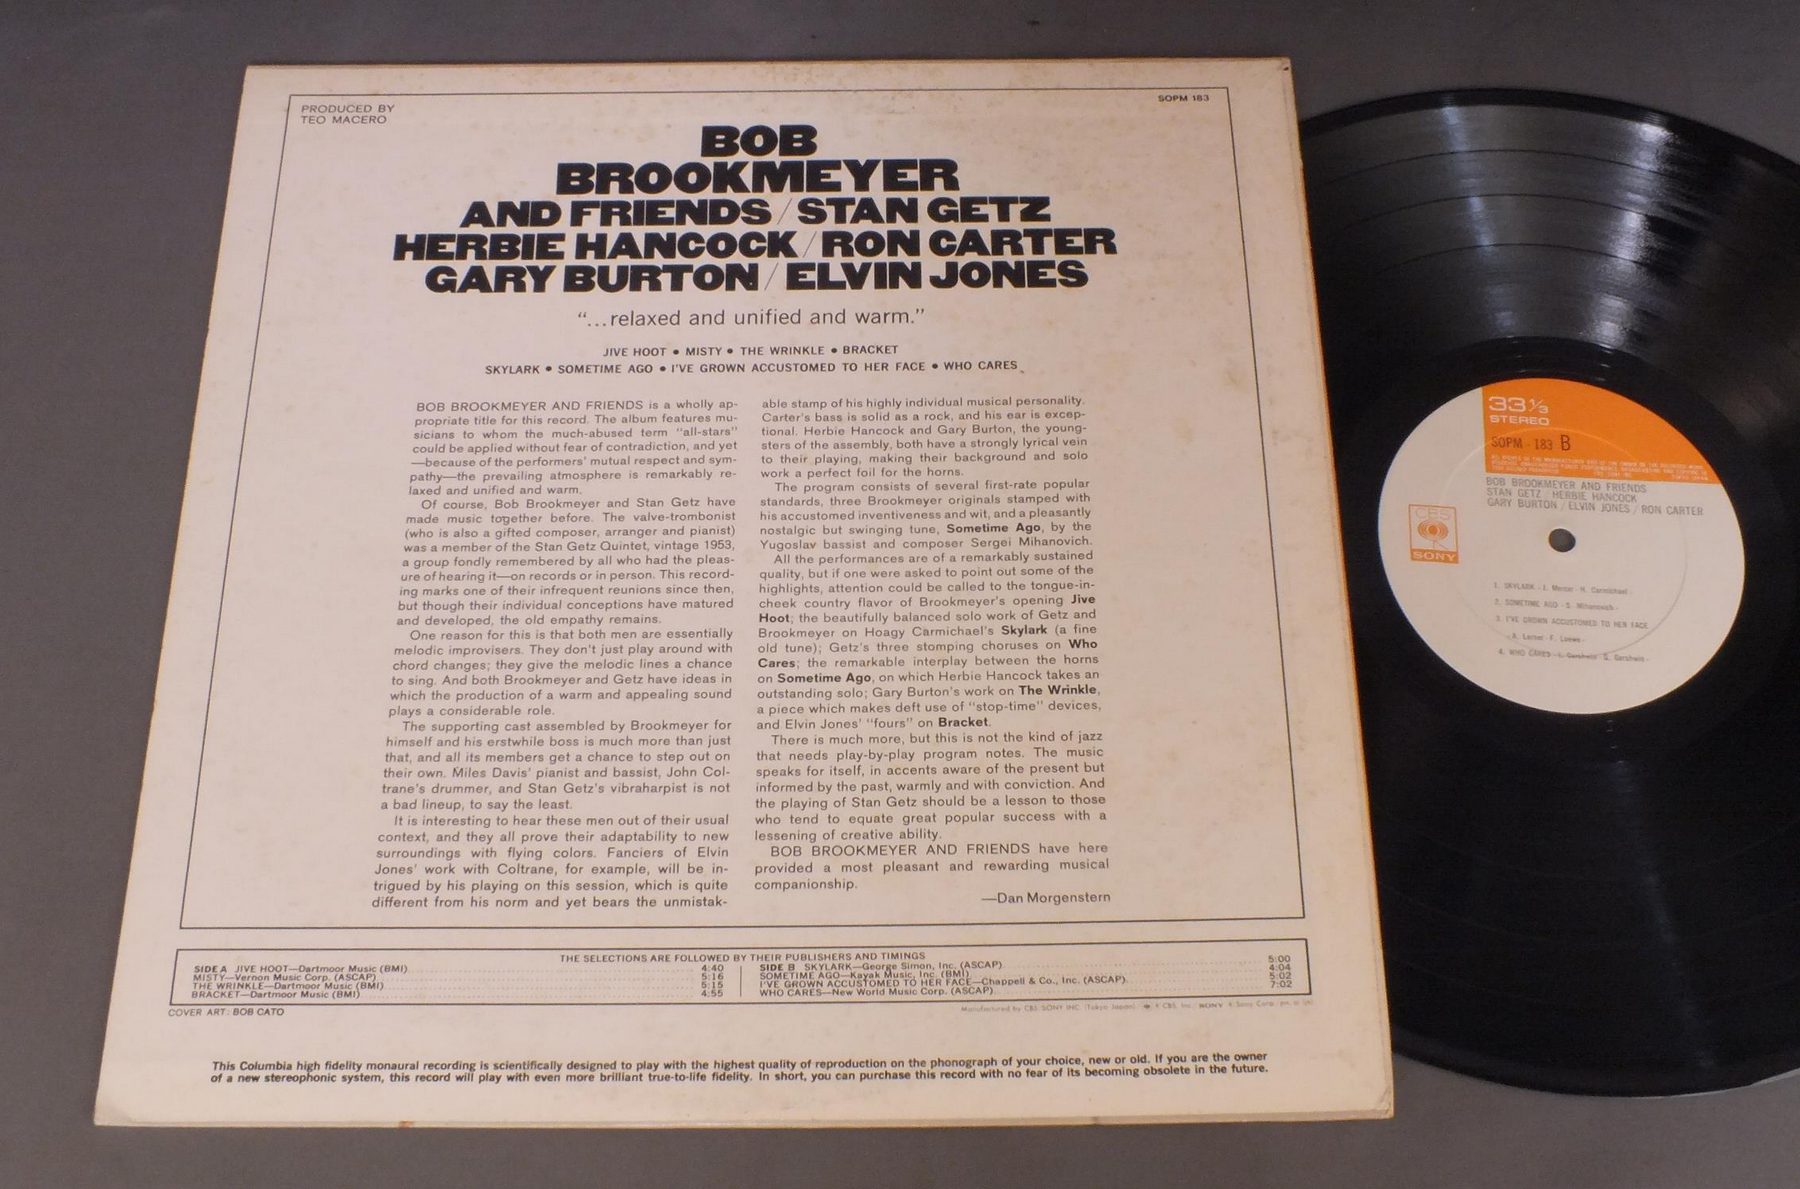 PRODUCED BY
TEO MACERO
SOPM 183
BOB
BROOKMEYER
AND FRIENDS / STAN GETZ
HERBIE HANCOCK / RON CARTER
GARY BURTON / ELVIN JONES
“...relaxed and unified and warm.”
JIVE HOOT • MISTY • THE WRINKLE • BRACKET
SKYLARK • SOMETIME AGO • I'VE GROWN ACCUSTOMED TO HER FACE • WHO CARES
BOB BROOKMEYER AND FRIENDS is a wholly ap-
propriate title for this record. The album features mu-
sicians to whom the much-abused term “all-stars”
could be applied without fear of contradiction, and yet
—because of the performers' mutual respect and sym-
pathy—the prevailing atmosphere is remarkably re-
laxed and unified and warm.
Of course, Bob Brookmeyer and Stan Getz have
made music together before. The valve-trombonist
(who is also a gifted composer, arranger and pianist)
was a member of the Stan Getz Quintet, vintage 1953,
a group fondly remembered by all who had the pleas-
ure of hearing it—on records or in person. This record-
ing marks one of their infrequent reunions since then,
but though their individual conceptions have matured
and developed, the old empathy remains.
One reason for this is that both men are essentially
melodic improvisers. They don't just play around with
chord changes; they give the melodic lines a chance
to sing. And both Brookmeyer and Getz have ideas in
which the production of a warm and appealing sound
plays a considerable role.
The supporting cast assembled by Brookmeyer for
himself and his erstwhile boss is much more than just
that, and all its members get a chance to step out on
their own. Miles Davis' pianist and bassist, John Col-
trane's drummer, and Stan Getz's vibraharpist is not
a bad lineup, to say the least.
It is interesting to hear these men out of their usual
context, and they all prove their adaptability to new
surroundings with flying colors. Fanciers of Elvin
Jones' work with Coltrane, for example, will be in-
trigued by his playing on this session, which is quite
different from his norm and yet bears the unmistak-
able stamp of his highly individual musical personality.
Carter's bass is solid as a rock, and his ear is excep-
tional. Herbie Hancock and Gary Burton, the young-
sters of the assembly, both have a strongly lyrical vein
to their playing, making their background and solo
work a perfect foil for the horns.
The program consists of several first-rate popular
standards, three Brookmeyer originals stamped with
his accustomed inventiveness and wit, and a pleasantly
nostalgic but swinging tune, Sometime Ago, by the
Yugoslav bassist and composer Sergei Mihanovich.
All the performances are of a remarkably sustained
quality, but if one were asked to point out some of the
highlights, attention could be called to the tongue-in-
cheek country flavor of Brookmeyer's opening Jive
Hoot; the beautifully balanced solo work of Getz and
Brookmeyer on Hoagy Carmichael's Skylark (a fine
old tune); Getz's three stomping choruses on Who
Cares; the remarkable interplay between the horns
on Sometime Ago, on which Herbie Hancock takes an
outstanding solo; Gary Burton's work on The Wrinkle,
a piece which makes deft use of “stop-time” devices,
and Elvin Jones' “fours” on Bracket.
There is much more, but this is not the kind of jazz
that needs play-by-play program notes. The music
speaks for itself, in accents aware of the present but
informed by the past, warmly and with conviction. And
the playing of Stan Getz should be a lesson to those
who tend to equate great popular success with a
lessening of creative ability.
BOB BROOKMEYER AND FRIENDS have here
provided a most pleasant and rewarding musical
companionship.
—Dan Morgenstern
THE SELECTIONS ARE FOLLOWED BY THEIR PUBLISHERS AND TIMINGS
SIDE A JIVE HOOT—Dartmoor Music (BMI) 4:40
MISTY—Vernon Music Corp. (ASCAP) 5:16
THE WRINKLE—Dartmoor Music (BMI) 5:15
BRACKET—Dartmoor Music (BMI) 4:55
SIDE B SKYLARK—George Simon, Inc. (ASCAP) 5:00
SOMETIME AGO—Kayak Music, Inc. (BMI) 4:04
I'VE GROWN ACCUSTOMED TO HER FACE—Chappell & Co., Inc. (ASCAP) 5:02
WHO CARES—New World Music Corp. (ASCAP) 7:02
COVER ART: BOB CATO
Manufactured by CBS SONY INC. (Tokyo Japan)
This Columbia high fidelity monaural recording is scientifically designed to play with the highest quality of reproduction on the phonograph of your choice, new or old. If you are the owner
of a new stereophonic system, this record will play with even more brilliant true-to-life fidelity. In short, you can purchase this record with no fear of its becoming obsolete in the future.
33 1/3
STEREO
SOPM - 183 B
BOB BROOKMEYER AND FRIENDS
STAN GETZ / HERBIE HANCOCK
GARY BURTON / ELVIN JONES / RON CARTER
CBS
SONY
1. SKYLARK - J. Mercer - H. Carmichael -
2. SOMETIME AGO - S. Mihanovich -
3. I'VE GROWN ACCUSTOMED TO HER FACE
- A. Lerner - F. Loewe -
4. WHO CARES - I. Gershwin - G. Gershwin -